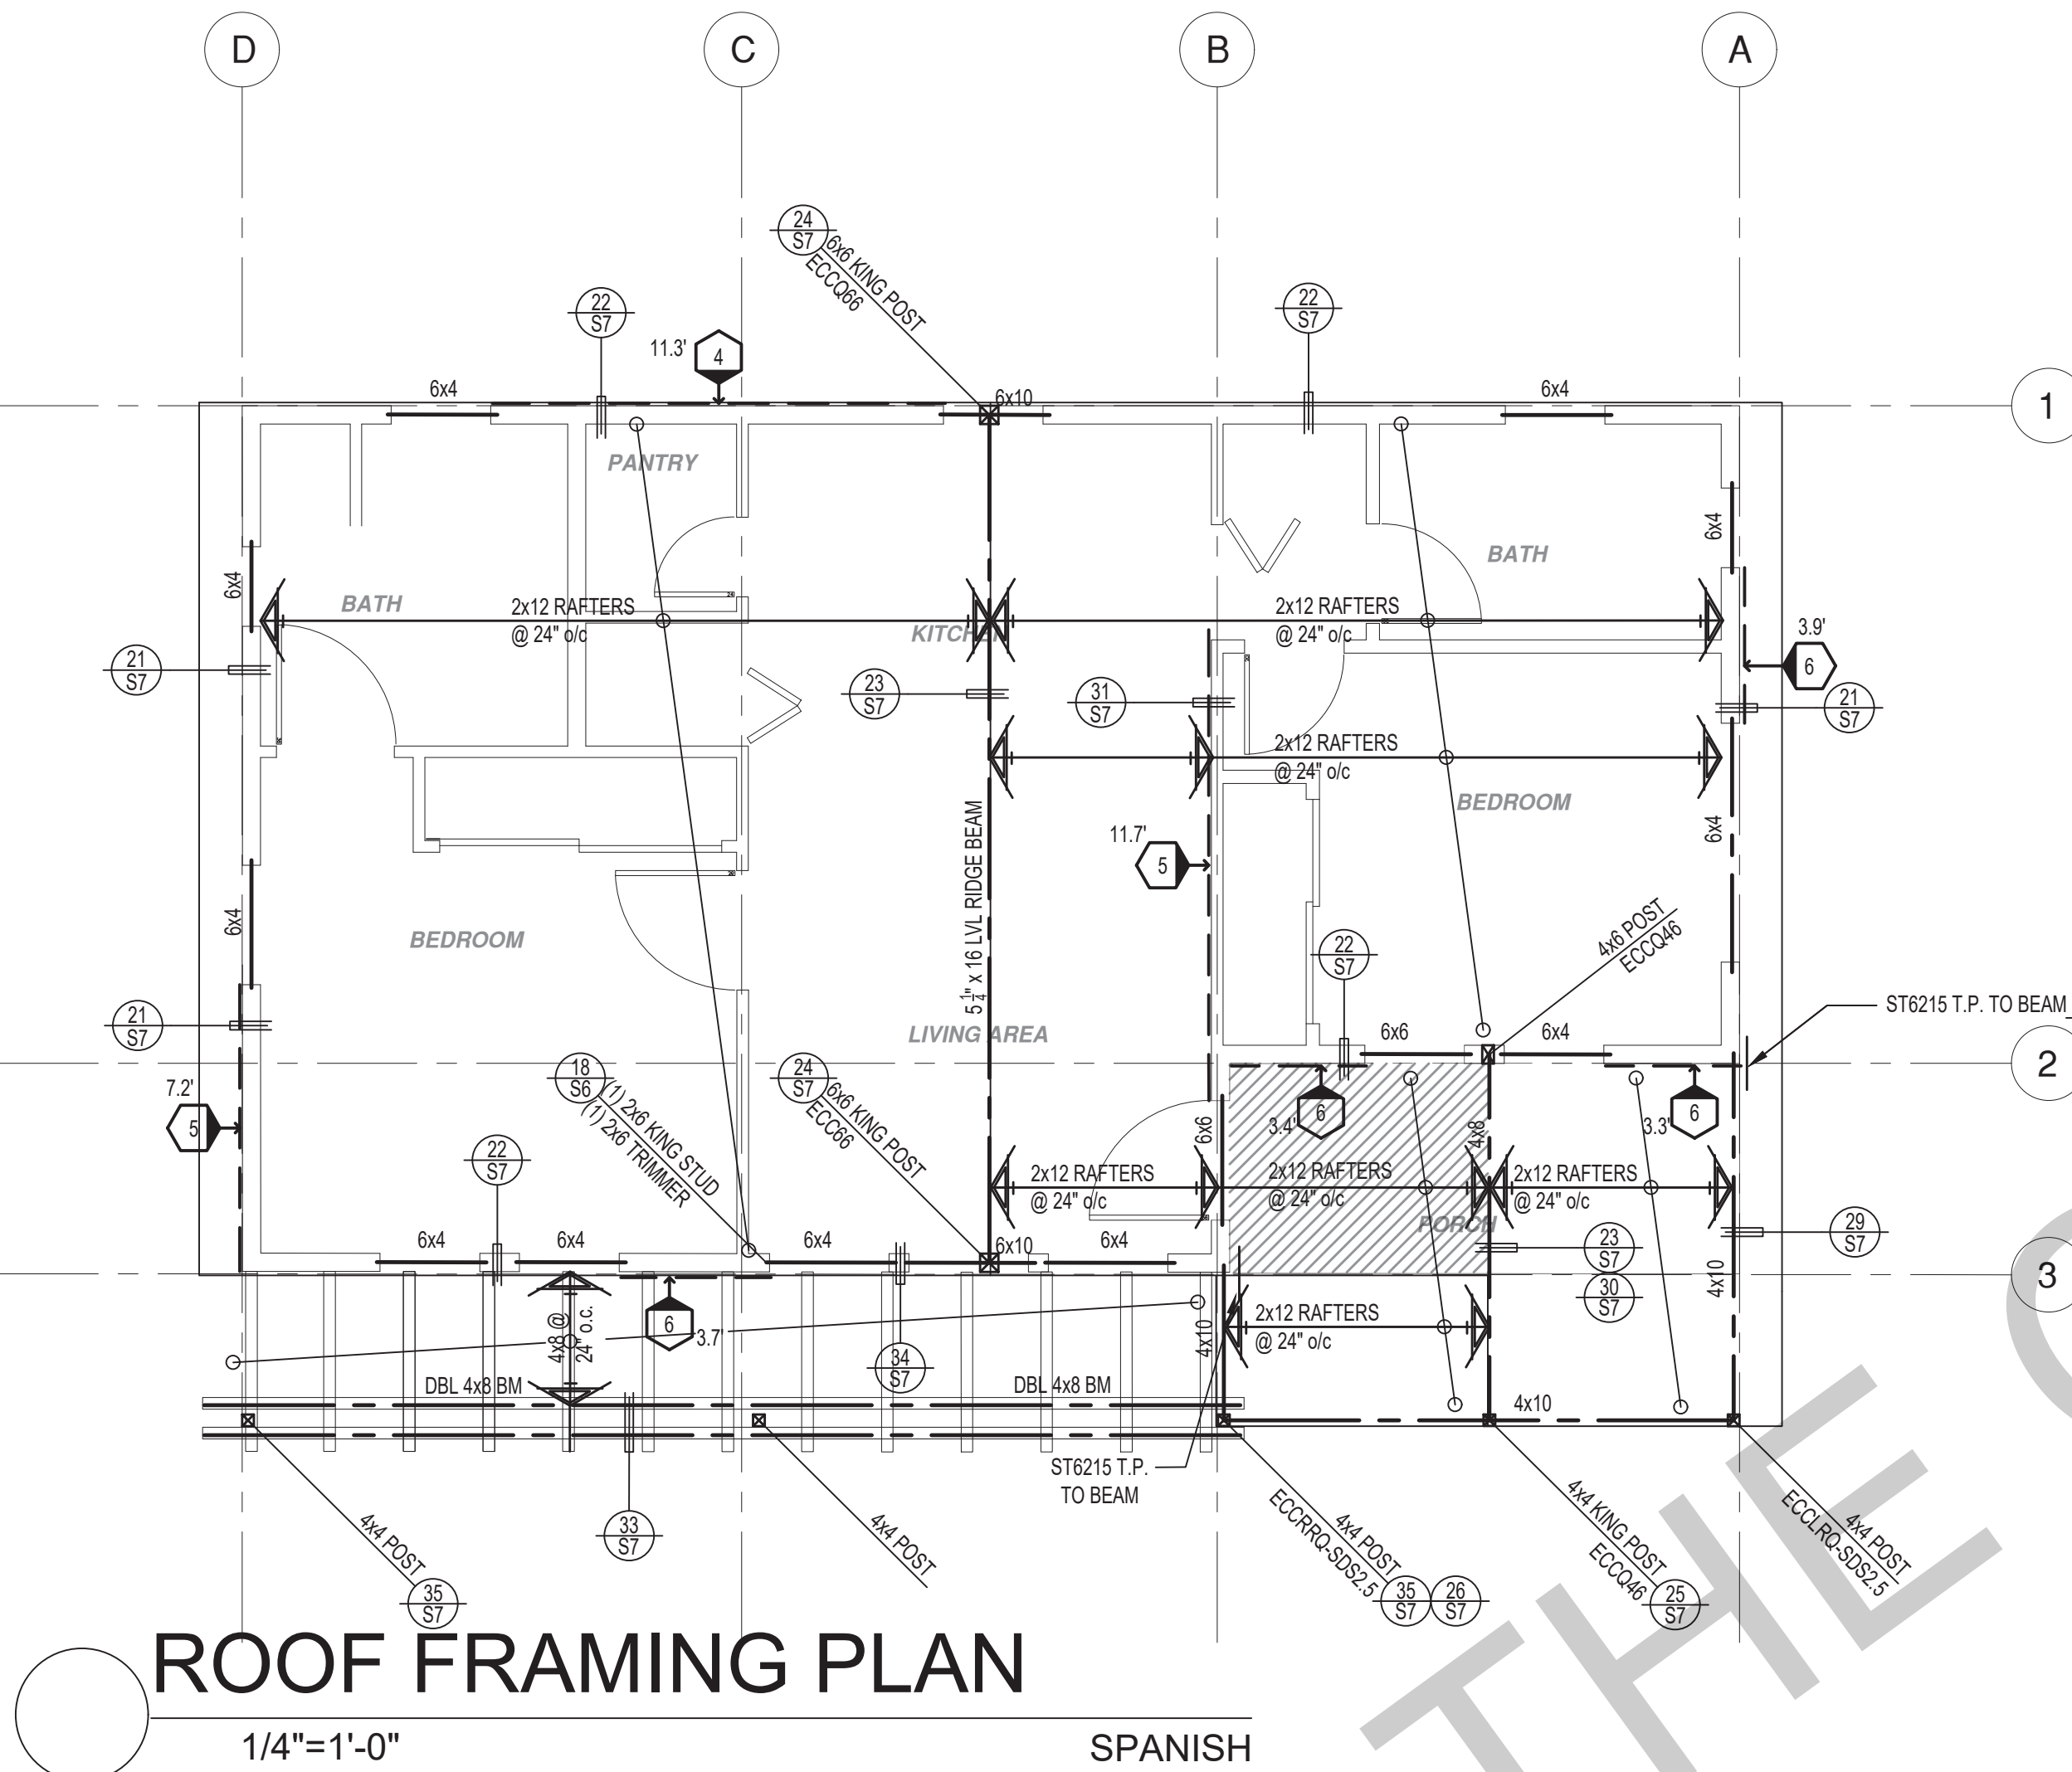 D
C
B
A
24
S7
6x6 KING POST
ECCQ66
22
S7
22
S7
11.3'
4
6x4
6x10
6x4
1
PANTRY
6x4
BATH
6x4
BATH
2x12 RAFTERS
@ 24" o/c
KITCHEN
2x12 RAFTERS
@ 24" o/c
3.9'
6
21
S7
23
S7
31
S7
21
S7
2x12 RAFTERS
@ 24" o/c
BEDROOM
5 1/4" x 16 LVL RIDGE BEAM
11.7'
5
6x4
6x4
BEDROOM
22
S7
4x6 POST
ECCQ46
21
S7
LIVING AREA
6x6
6x4
ST6215 T.P. TO BEAM
2
7.2'
5
18
S6
(1) 2x6 KING STUD
(1) 2x6 TRIMMER
24
S7
6x6 KING POST
ECC66
6x6
3.4'
6
4x8
3.3'
6
22
S7
2x12 RAFTERS
@ 24" o/c
2x12 RAFTERS
@ 24" o/c
2x12 RAFTERS
@ 24" o/c
PORCH
6x4
6x4
6x4
6x10
6x4
23
S7
30
S7
29
S7
4x10
3
4x8 @
24" o.c.
6
3.7'
34
S7
4x10
2x12 RAFTERS
@ 24" o/c
DBL 4x8 BM
DBL 4x8 BM
4x10
ST6215 T.P.
TO BEAM
4x4 POST
35
S7
33
S7
4x4 POST
4x4 POST
ECCRRQ-SDS2.5
35
S7
26
S7
4x4 KING POST
ECCQ46
25
S7
4x4 POST
ECCLRQ-SDS2.5
ROOF FRAMING PLAN
1/4"=1'-0"
SPANISH
THE